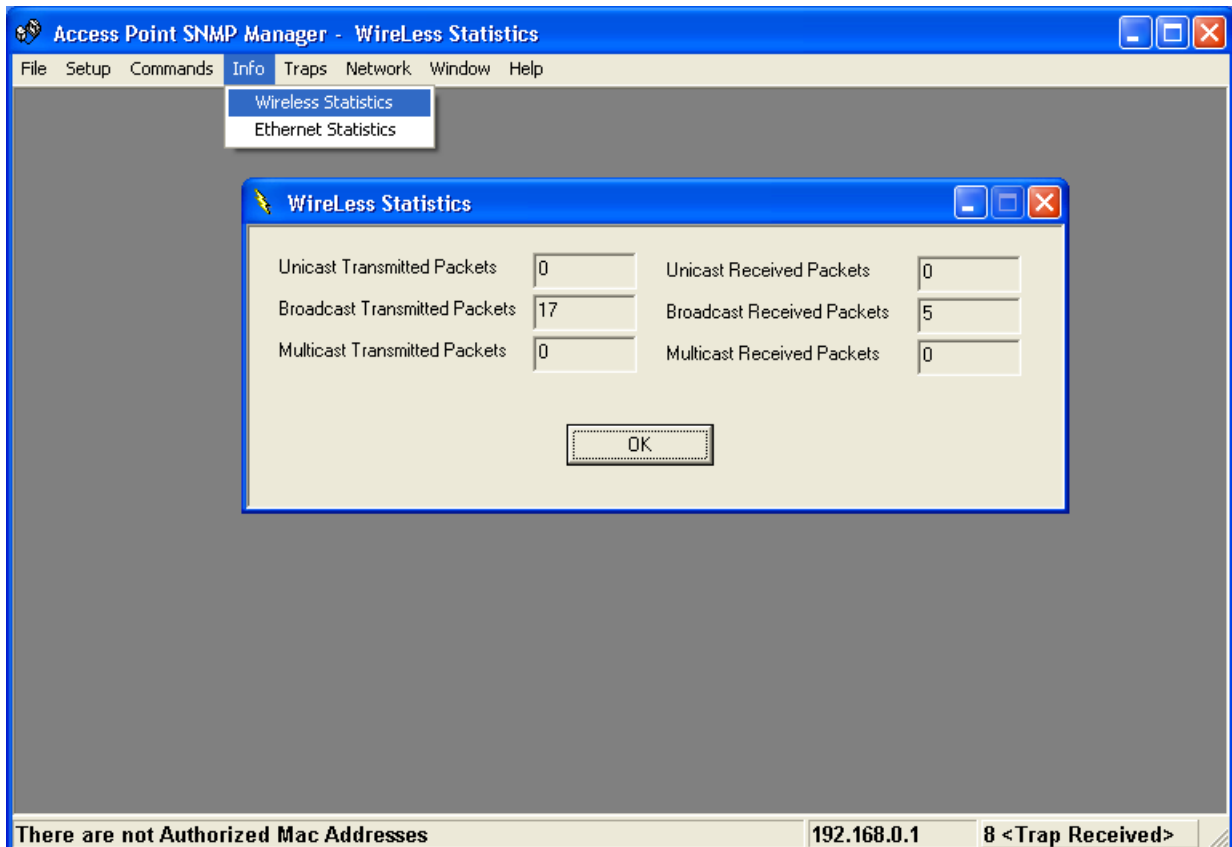 Access Point SNMP Manager - WireLess Statistics
File Setup Commands Info Traps Network Window Help
Wireless Statistics
Ethernet Statistics
WireLess Statistics
Unicast Transmitted Packets 0 Unicast Received Packets 0
Broadcast Transmitted Packets 17 Broadcast Received Packets 5
Multicast Transmitted Packets 0 Multicast Received Packets 0
OK
There are not Authorized Mac Addresses 192.168.0.1 8 <Trap Received>